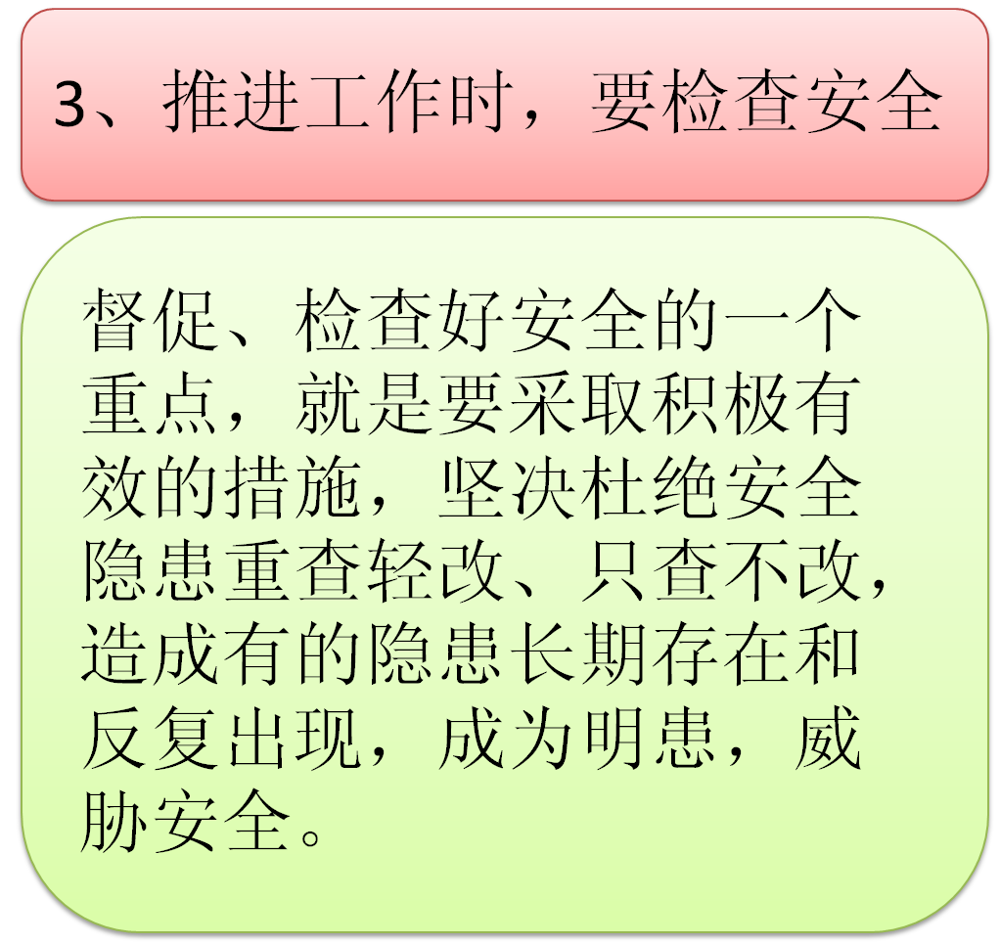 3、推进工作时，要检查安全
督促、检查好安全的一个
重点，就是要采取积极有
效的措施，坚决杜绝安全
隐患重查轻改、只查不改，
造成有的隐患长期存在和
反复出现，成为明患，威
胁安全。